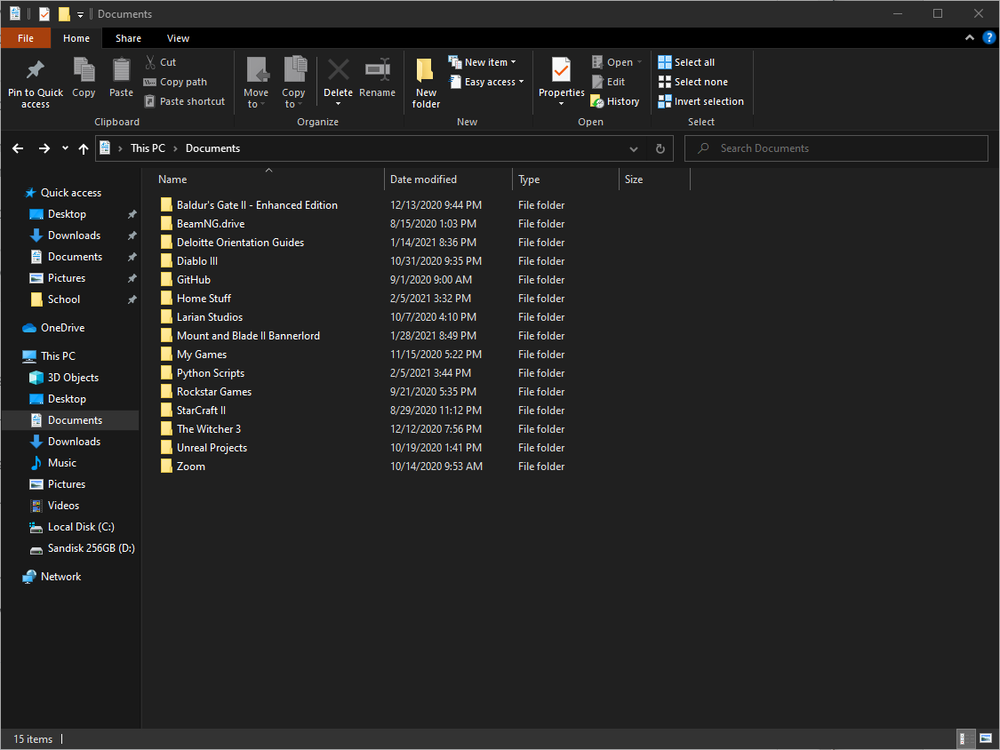 Documents
File Home Share View
Pin to Quick access
Copy
Paste
Cut
Copy path
Paste shortcut
Clipboard
Move to
Copy to
Delete
Rename
Organize
New folder
New item
Easy access
New
Properties
Open
Edit
History
Open
Select all
Select none
Invert selection
Select
This PC > Documents
Search Documents
Quick access
Desktop
Downloads
Documents
Pictures
School
OneDrive
This PC
3D Objects
Desktop
Documents
Downloads
Music
Pictures
Videos
Local Disk (C:)
Sandisk 256GB (D:)
Network
Name Date modified Type Size
Baldur's Gate II - Enhanced Edition 12/13/2020 9:44 PM File folder
BeamNG.drive 8/15/2020 1:03 PM File folder
Deloitte Orientation Guides 1/14/2021 8:36 PM File folder
Diablo III 10/31/2020 9:35 PM File folder
GitHub 9/1/2020 9:00 AM File folder
Home Stuff 2/5/2021 3:32 PM File folder
Larian Studios 10/7/2020 4:10 PM File folder
Mount and Blade II Bannerlord 1/28/2021 8:49 PM File folder
My Games 11/15/2020 5:22 PM File folder
Python Scripts 2/5/2021 3:44 PM File folder
Rockstar Games 9/21/2020 5:35 PM File folder
StarCraft II 8/29/2020 11:12 PM File folder
The Witcher 3 12/12/2020 7:56 PM File folder
Unreal Projects 10/19/2020 1:41 PM File folder
Zoom 10/14/2020 9:53 AM File folder
15 items